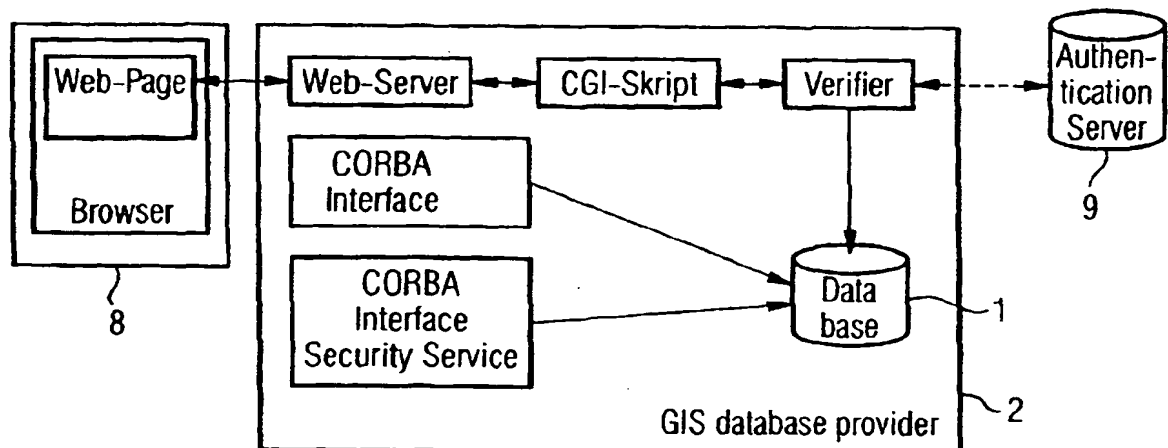 Web-Page
Browser
8
Web-Server
CGI-Skript
Verifier
Authen-
tication
Server
9
CORBA
Interface
CORBA
Interface
Security Service
Data
base
1
GIS database provider
2